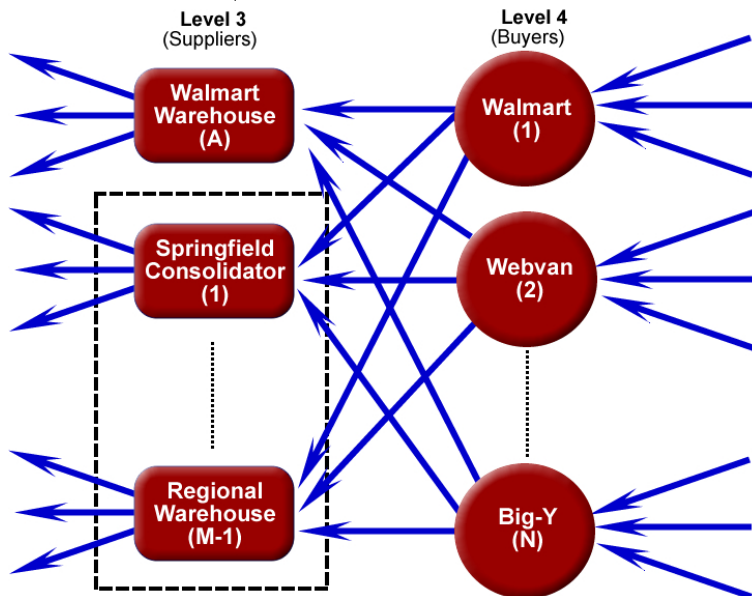 Level 3
(Suppliers)
Level 4
(Buyers)
Walmart
Warehouse
(A)
Walmart
(1)
Springfield
Consolidator
(1)
Webvan
(2)
Regional
Warehouse
(M-1)
Big-Y
(N)